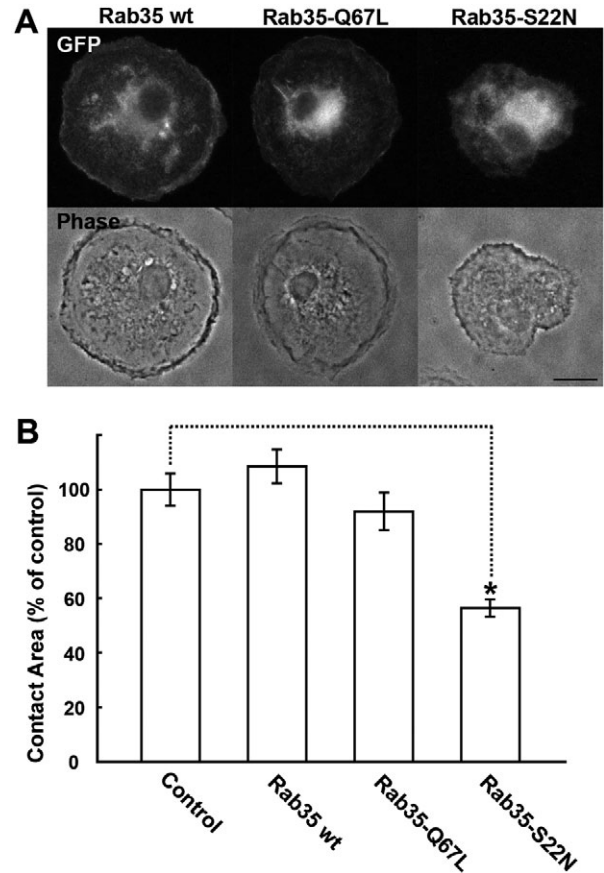 A
Rab35 wt Rab35-Q67L Rab35-S22N
GFP
Phase
B
Contact Area (% of control)
100
80
60
40
20
0
*
Control
Rab35 wt
Rab35-Q67L
Rab35-S22N